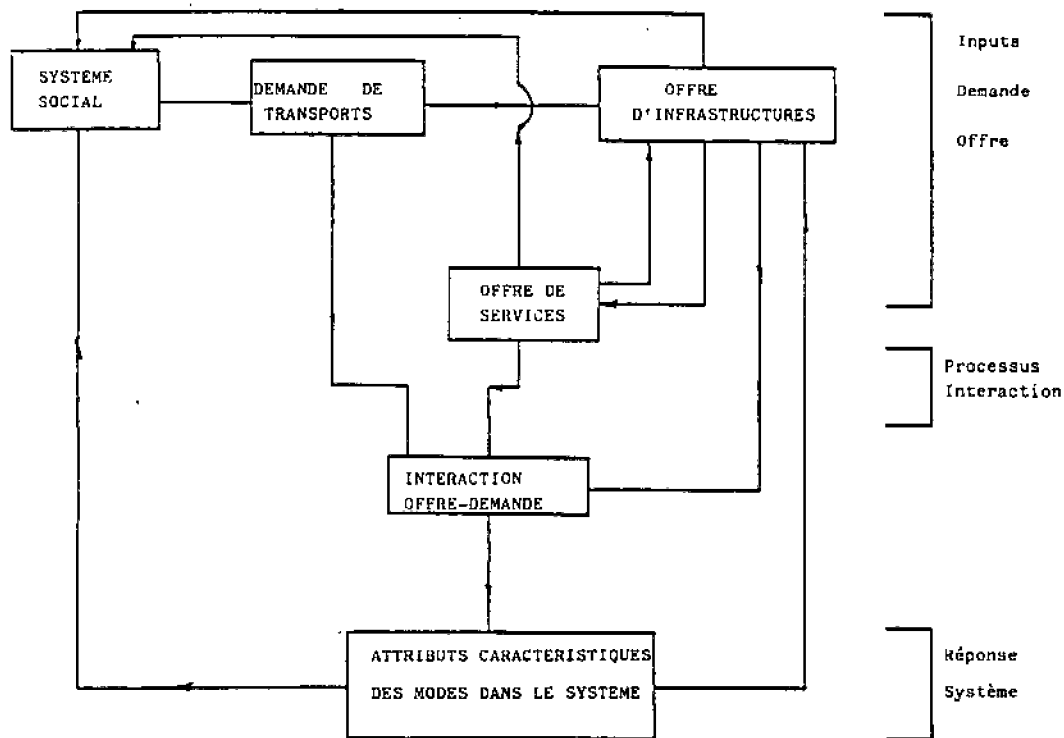 SYSTÈME
SOCIAL
DEMANDE DE
TRANSPORTS
OFFRE
D'INFRASTRUCTURES
Inputs
Demande
Offre
OFFRE DE
SERVICES
Processus
Interaction
INTERACTION
OFFRE-DEMANDE
ATTRIBUTS CARACTERISTIQUES
DES MODES DANS LE SYSTEME
Réponse
Système